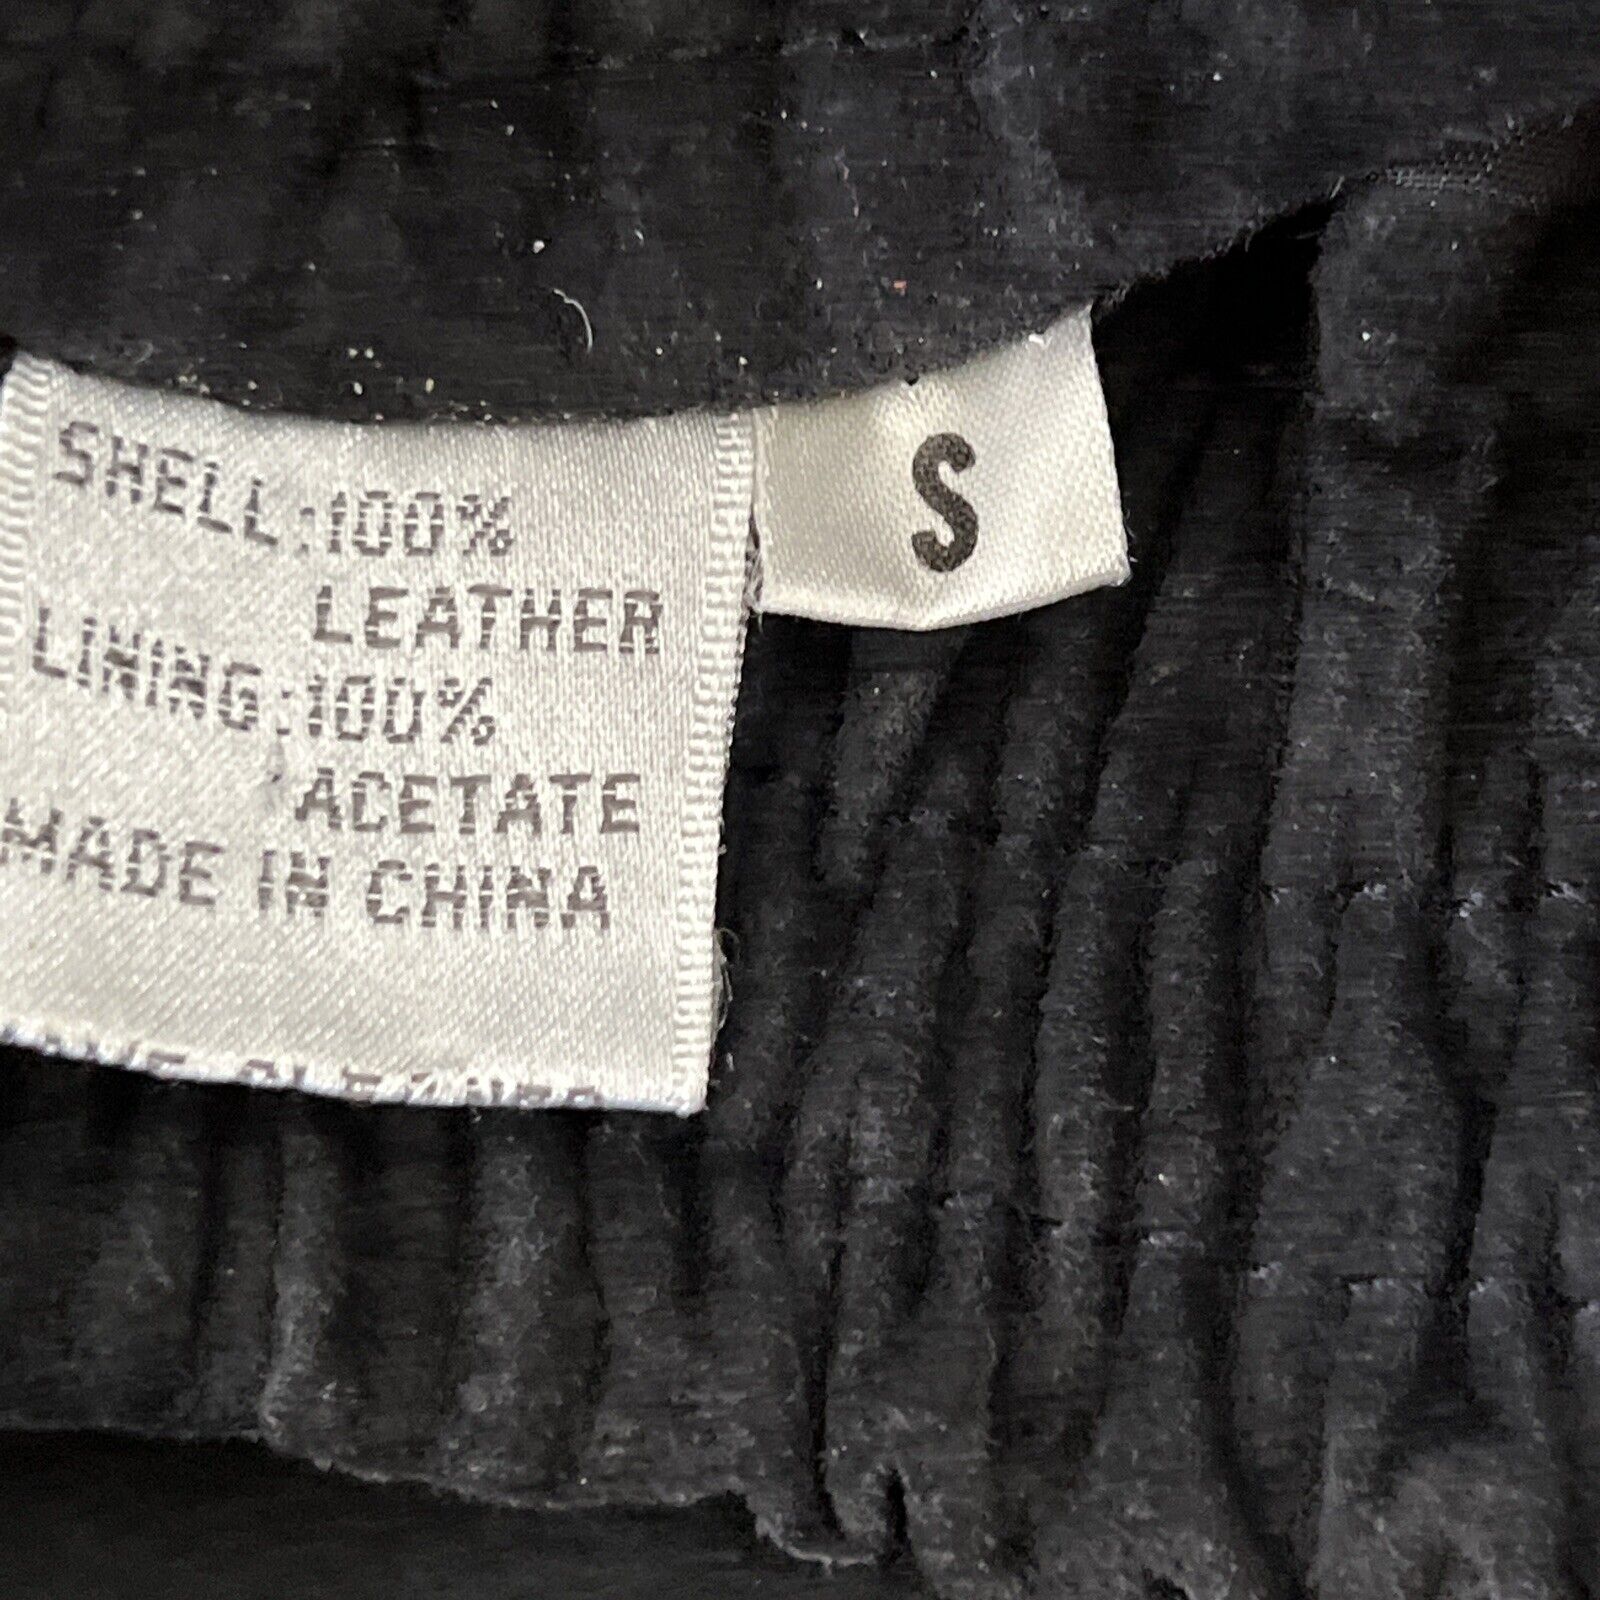 SHELL:100%
LEATHER
LINING:100%
ACETATE
MADE IN CHINA
S